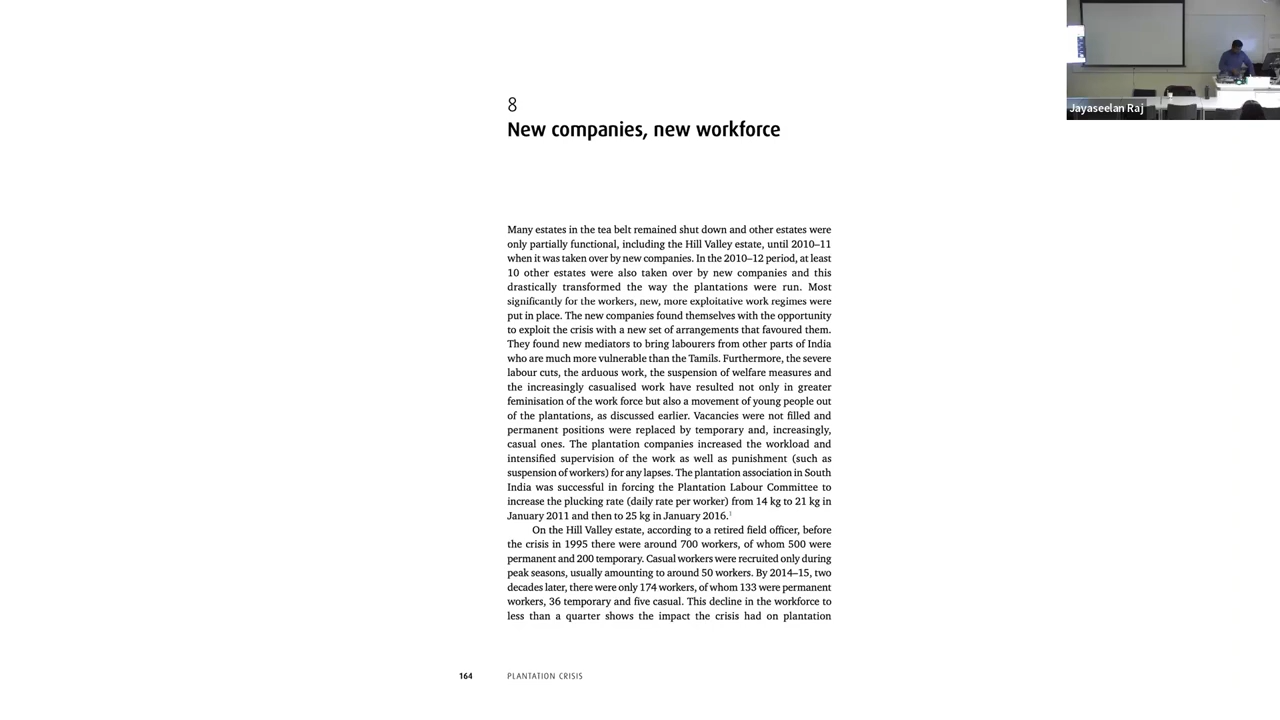 8
New companies, new workforce
Many estates in the tea belt remained shut down and other estates were
only partially functional, including the Hill Valley estate, until 2010–11
when it was taken over by new companies. In the 2010–12 period, at least
10 other estates were also taken over by new companies and this
drastically transformed the way the plantations were run. Most
significantly for the workers, new, more exploitative work regimes were
put in place. The new companies found themselves with the opportunity
to exploit the crisis with a new set of arrangements that favoured them.
They found new mediators to bring labourers from other parts of India
who are much more vulnerable than the Tamils. Furthermore, the severe
labour cuts, the arduous work, the suspension of welfare measures and
the increasingly casualised work have resulted not only in greater
feminisation of the work force but also a movement of young people out
of the plantations, as discussed earlier. Vacancies were not filled and
permanent positions were replaced by temporary and, increasingly,
casual ones. The plantation companies increased the workload and
intensified supervision of the work as well as punishment (such as
suspension of workers) for any lapses. The plantation association in South
India was successful in forcing the Plantation Labour Committee to
increase the plucking rate (daily rate per worker) from 14 kg to 21 kg in
January 2011 and then to 25 kg in January 2016.1
On the Hill Valley estate, according to a retired field officer, before
the crisis in 1995 there were around 700 workers, of whom 500 were
permanent and 200 temporary. Casual workers were recruited only during
peak seasons, usually amounting to around 50 workers. By 2014–15, two
decades later, there were only 174 workers, of whom 133 were permanent
workers, 36 temporary and five casual. This decline in the workforce to
less than a quarter shows the impact the crisis had on plantation
164 PLANTATION CRISIS
Jayaseelan Raj